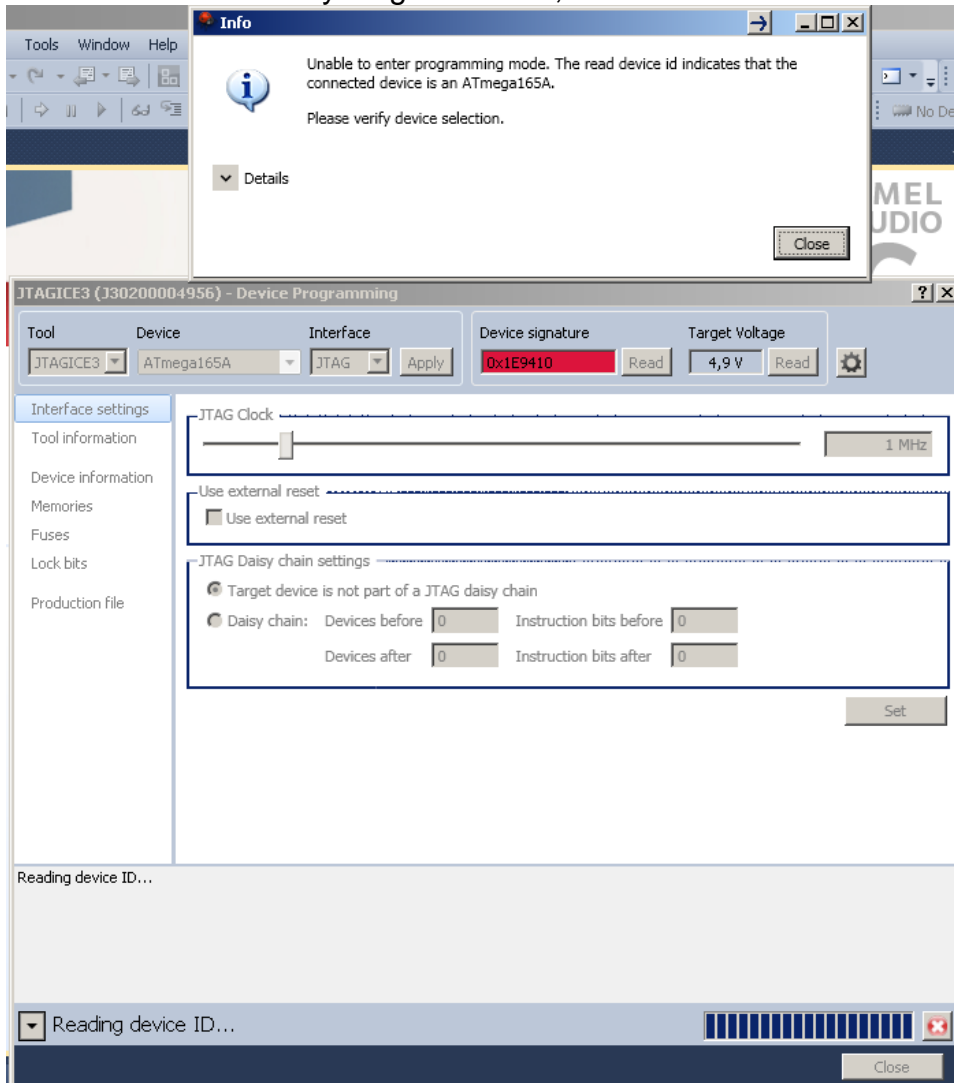 Info
Tools Window Help
Unable to enter programming mode. The read device id indicates that the
connected device is an ATmega165A.
Please verify device selection.
No De
Details
MEL
UDIO
Close
JTAGICE3 (J30200004956) - Device Programming
Tool Device Interface Device signature Target Voltage
JTAGICE3 ATmega165A JTAG Apply 0x1E9410 Read 4,9 V Read
Interface settings
Tool information
Device information
Memories
Fuses
Lock bits
Production file
JTAG Clock
1 MHz
Use external reset
Use external reset
JTAG Daisy chain settings
Target device is not part of a JTAG daisy chain
Daisy chain: Devices before 0 Instruction bits before 0
Devices after 0 Instruction bits after 0
Set
Reading device ID...
Reading device ID...
Close